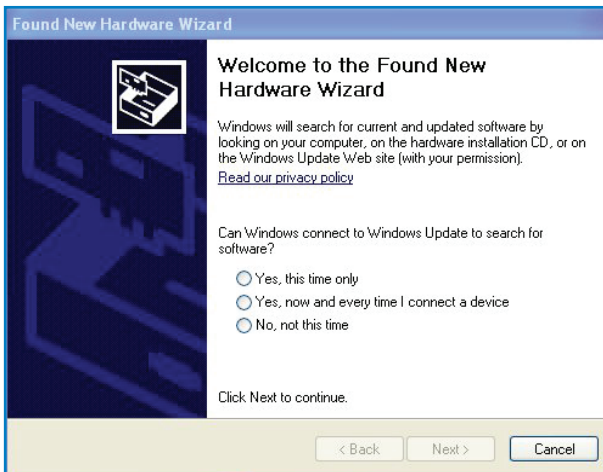 Found New Hardware Wizard
Welcome to the Found New
Hardware Wizard
Windows will search for current and updated software by
looking on your computer, on the hardware installation CD, or on
the Windows Update Web site (with your permission).
Read our privacy policy
Can Windows connect to Windows Update to search for
software?
Yes, this time only
Yes, now and every time I connect a device
No, not this time
Click Next to continue.
< Back Next > Cancel